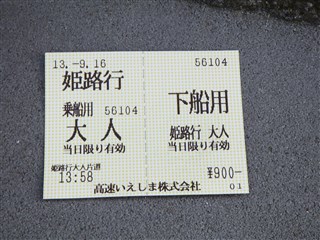 13.-9.16
姫路行
乗船用 56104
大人
当日限り有効
姫路行大人片道
13:58
56104
下船用
姫路行 大人
当日限り有効
¥900-
高速いえしま株式会社
01